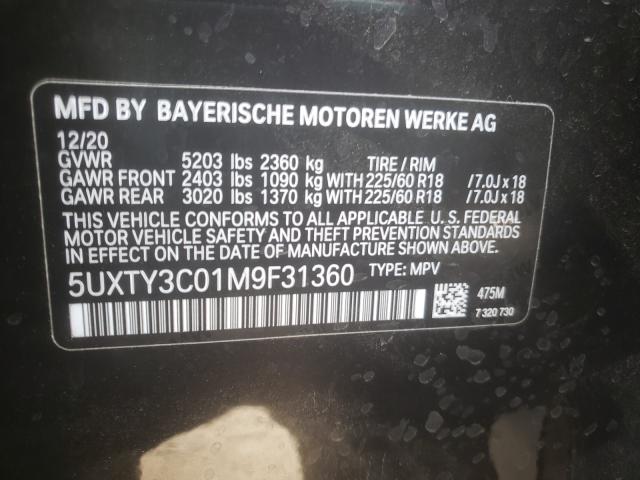 MFD BY BAYERISCHE MOTOREN WERKE AG
12/20
GVWR 5203 lbs 2360 kg TIRE / RIM
GAWR FRONT 2403 lbs 1090 kg WITH 225/60 R18 / 7.0J x 18
GAWR REAR 3020 lbs 1370 kg WITH 225/60 R18 / 7.0J x 18
THIS VEHICLE CONFORMS TO ALL APPLICABLE U. S. FEDERAL
MOTOR VEHICLE SAFETY AND THEFT PREVENTION STANDARDS
IN EFFECT ON THE DATE OF MANUFACTURE SHOWN ABOVE.
5UXTY3C01M9F31360 TYPE: MPV
475M
7 320 730